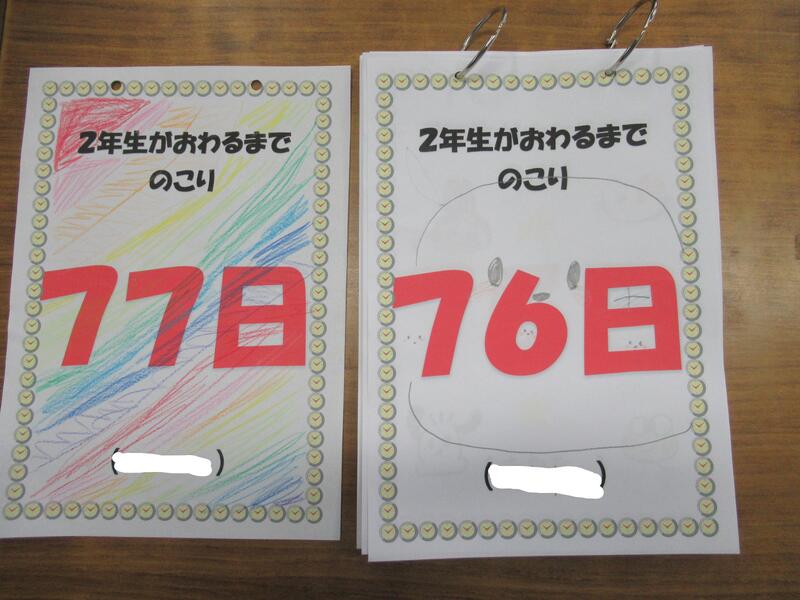 2年生がおわるまで
のこり
77日
( )
2年生がおわるまで
のこり
76日
( )